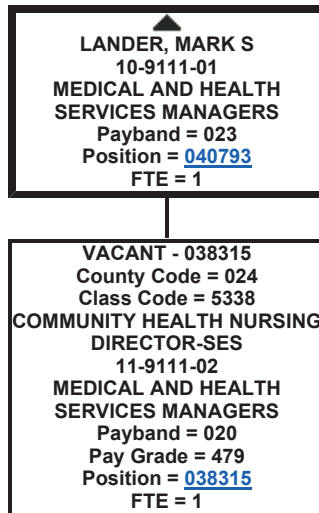 LANDER, MARK S
10-9111-01
MEDICAL AND HEALTH
SERVICES MANAGERS
Payband = 023
Position = 040793
FTE = 1
VACANT - 038315
County Code = 024
Class Code = 5338
COMMUNITY HEALTH NURSING
DIRECTOR-SES
11-9111-02
MEDICAL AND HEALTH
SERVICES MANAGERS
Payband = 020
Pay Grade = 479
Position = 038315
FTE = 1